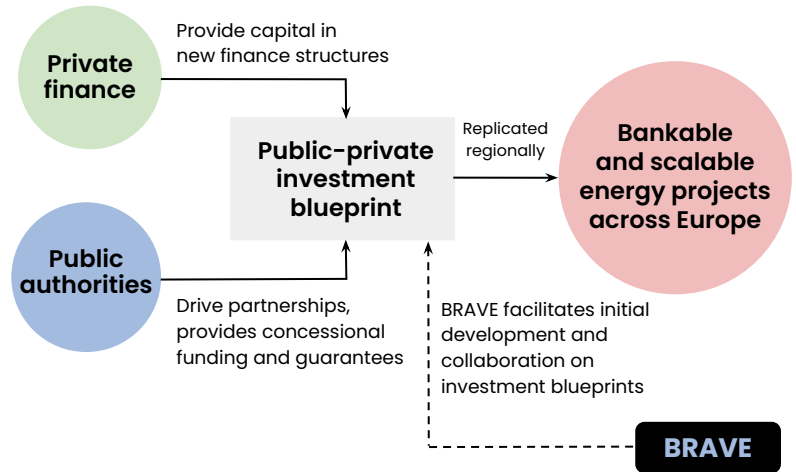 Private
finance
Provide capital in
new finance structures
Public-private
investment
blueprint
Replicated
regionally
Bankable
and scalable
energy projects
across Europe
Public
authorities
Drive partnerships,
provides concessional
funding and guarantees
BRAVE facilitates initial
development and
collaboration on
investment blueprints
BRAVE